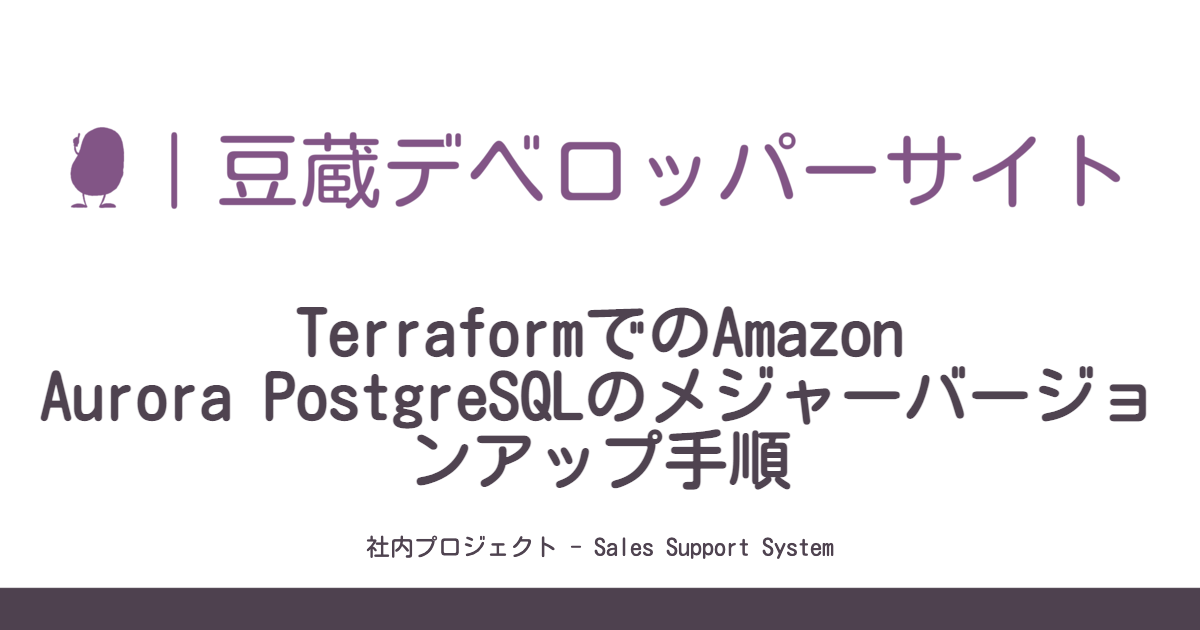 |豆蔵デベロッパーサイト
TerraformでのAmazon
Aurora PostgreSQLのメジャーバージョ
ンアップ手順
社内プロジェクト - Sales Support System